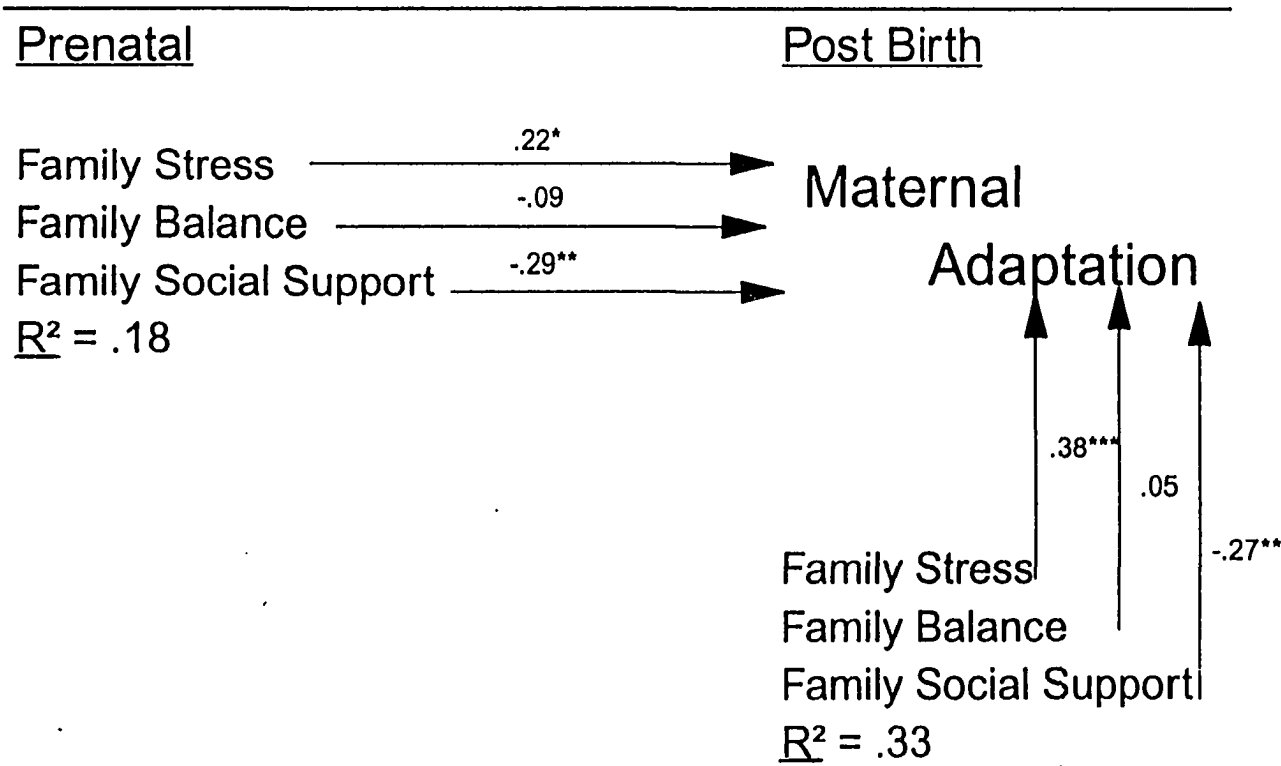 Prenatal Post Birth
Family Stress .22*
Family Balance -.09
Family Social Support -.29**
R² = .18
Maternal
Adaptation
.38***
.05
-.27**
Family Stress
Family Balance
Family Social Support
R² = .33